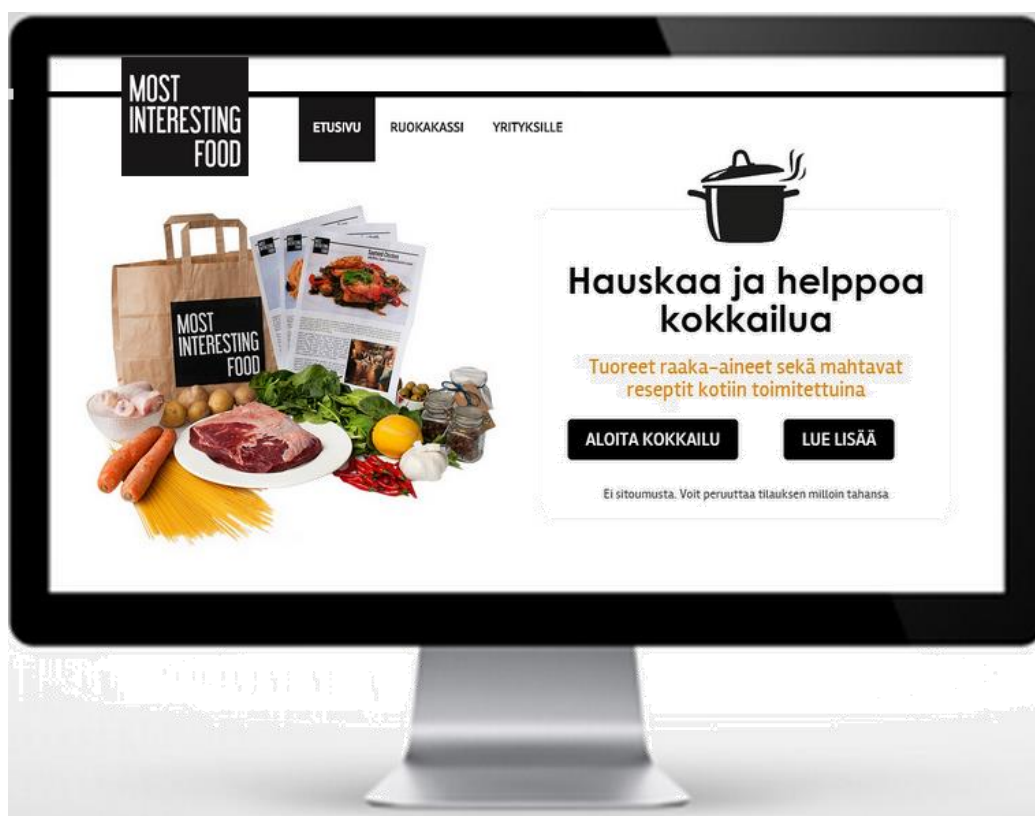 MOST
INTERESTING
FOOD
ETUSIVU RUOKAKASSI YRITYKSILLE
MOST
INTERESTING
FOOD
Hauskaa ja helppoa
kokkailua
Tuoreet raaka-aineet sekä mahtavat
reseptit kotiin toimitettuina
ALOITA KOKKAILU LUE LISÄÄ
Ei sitoumusta. Voit peruuttaa tilauksen milloin tahansa